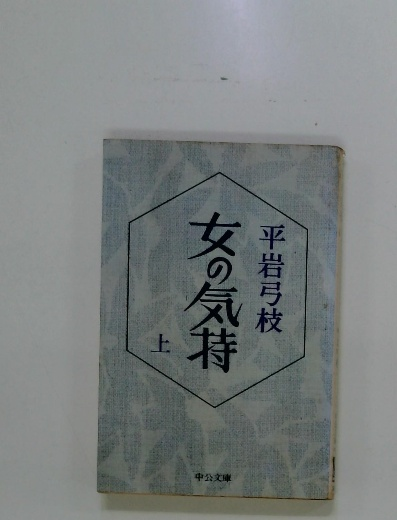 平岩弓枝
女の気持
上
中公文庫